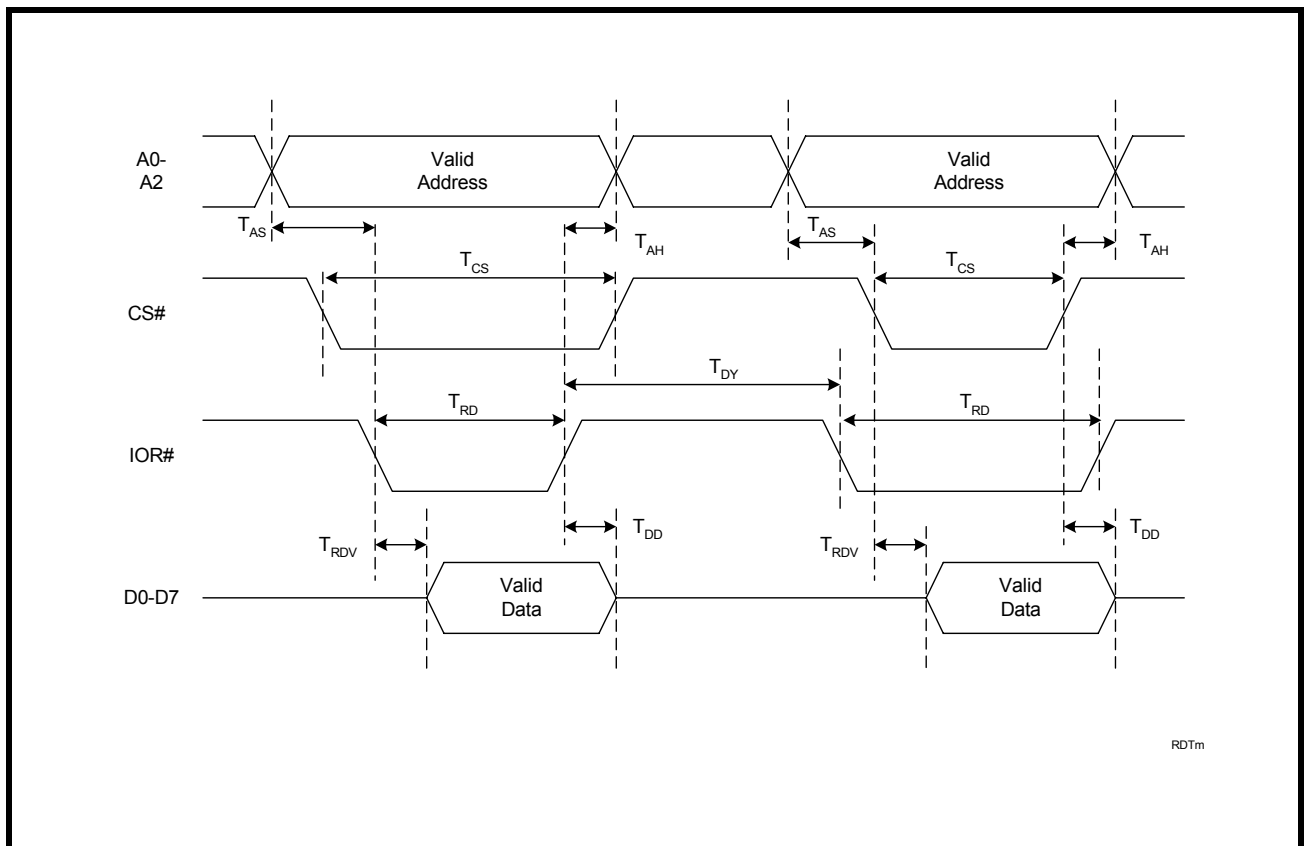 A0-
A2
Valid
Address
Valid
Address
TAS
TAH
TAS
TAH
TCS
TCS
CS#
TDY
TRD
TRD
IOR#
TRDV
TDD
TRDV
TDD
D0-D7
Valid
Data
Valid
Data
RDTm